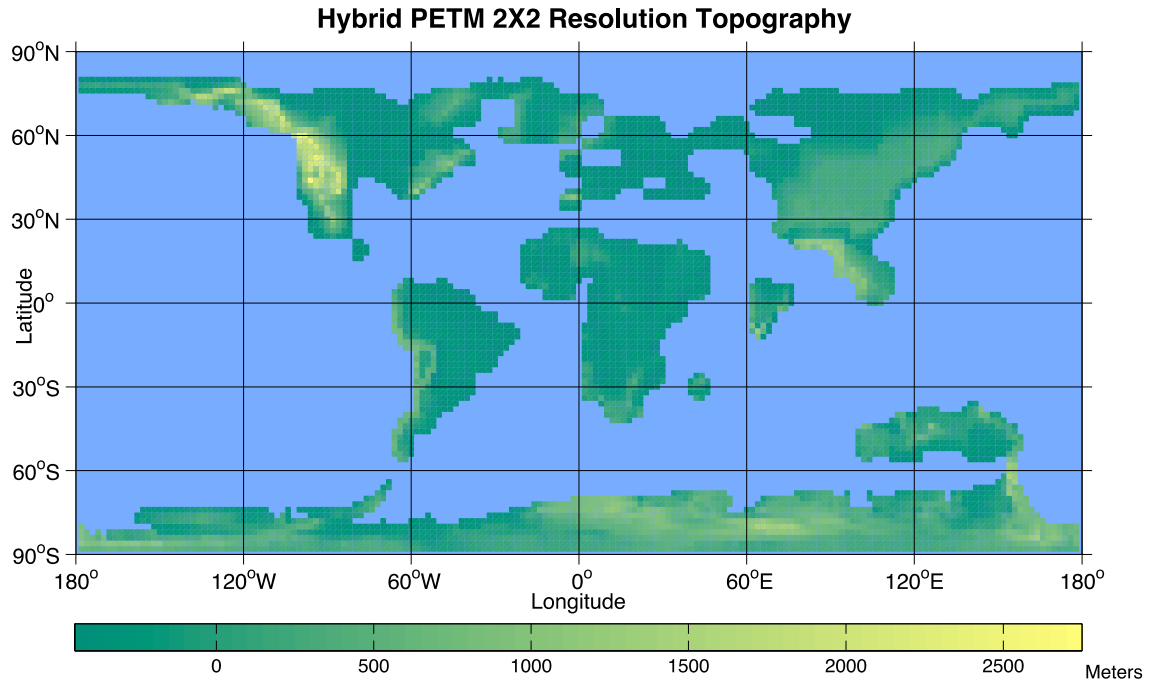 Hybrid PETM 2X2 Resolution Topography
90°N
60°N
30°N
0°
30°S
60°S
90°S
Latitude
180° 120°W 60°W 0° 60°E 120°E 180°
Longitude
0 500 1000 1500 2000 2500 Meters